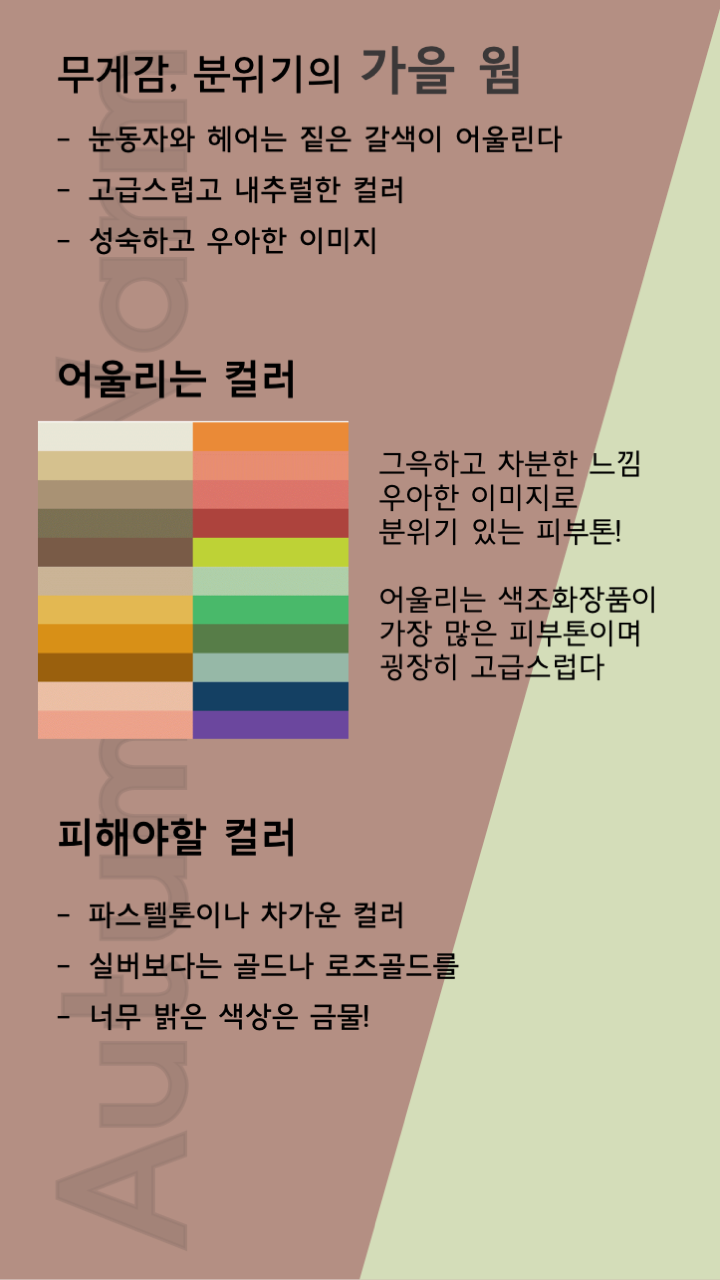 무게감, 분위기의 가을 웜
- 눈동자와 헤어는 짙은 갈색이 어울린다
- 고급스럽고 내추럴한 컬러
- 성숙하고 우아한 이미지
어울리는 컬러
그윽하고 차분한 느낌
우아한 이미지로
분위기 있는 피부톤!
어울리는 색조화장품이
가장 많은 피부톤이며
굉장히 고급스럽다
피해야할 컬러
- 파스텔톤이나 차가운 컬러
- 실버보다는 골드나 로즈골드를
- 너무 밝은 색상은 금물!
Autumn Warm